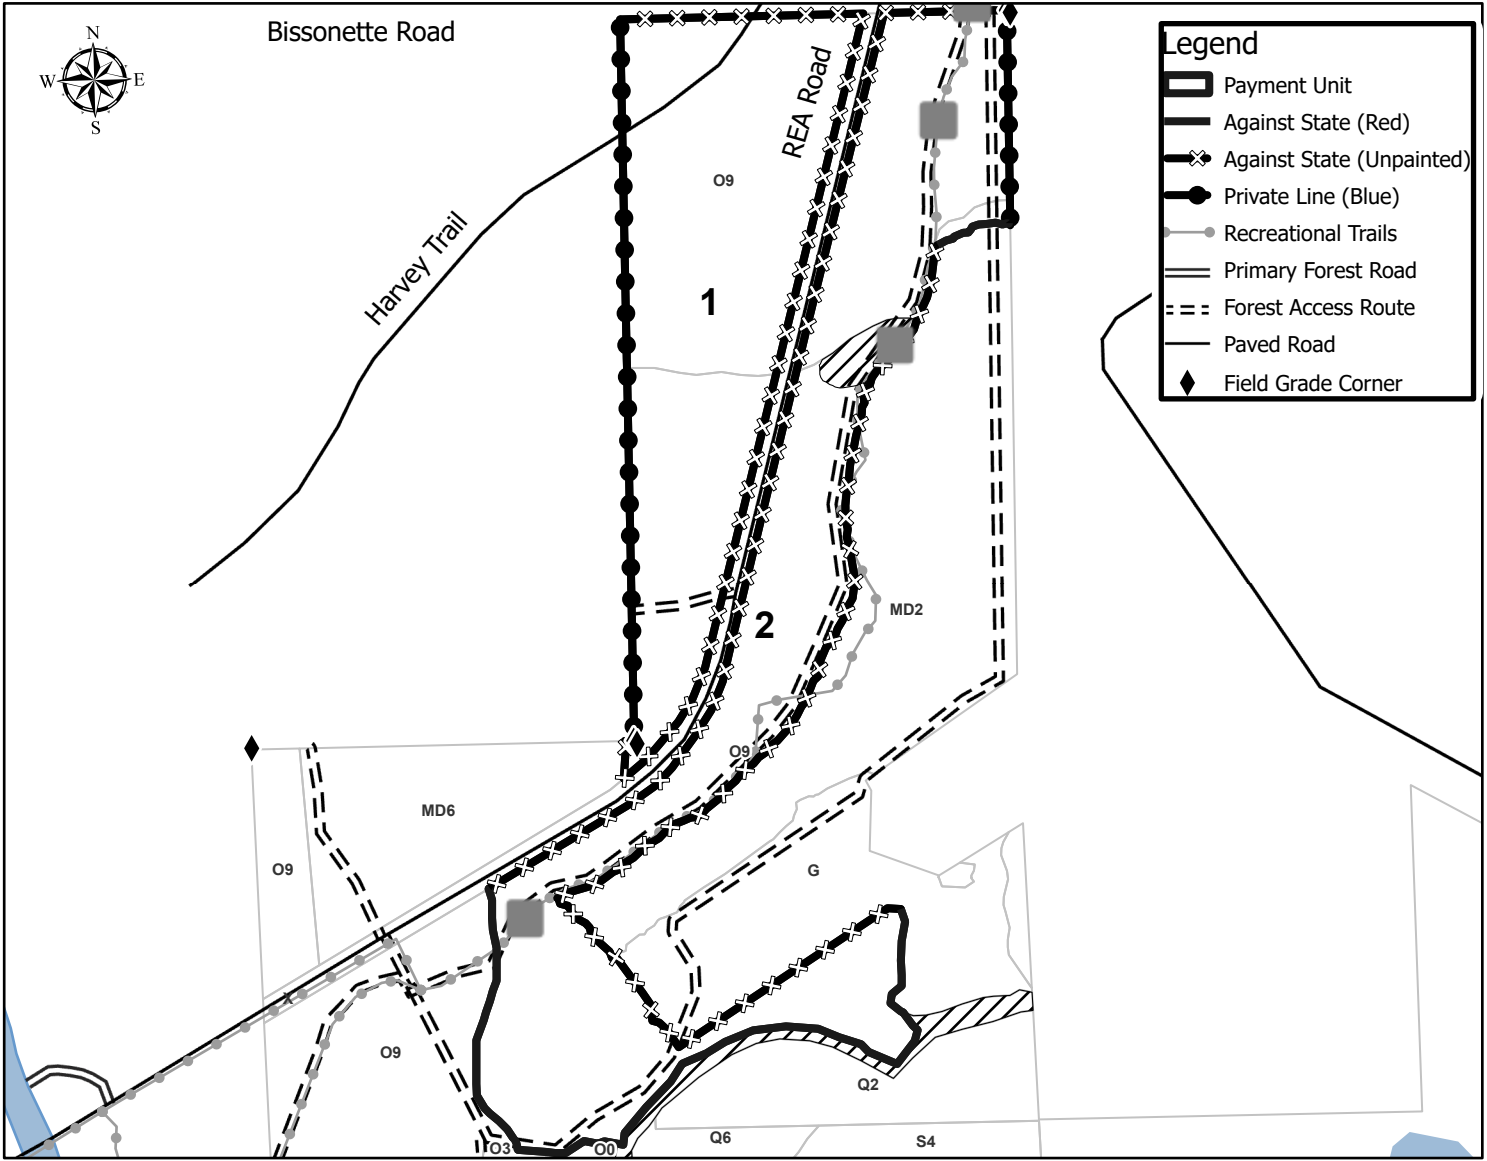 Bissonette Road
N
W
E
S
REA Road
Harvey Trail
Legend
Payment Unit
Against State (Red)
Against State (Unpainted)
Private Line (Blue)
Recreational Trails
Primary Forest Road
Forest Access Route
Paved Road
Field Grade Corner
O9
1
2
MD2
O9
MD6
O9
G
X
O9
Q2
Q6
S4
O3
O0